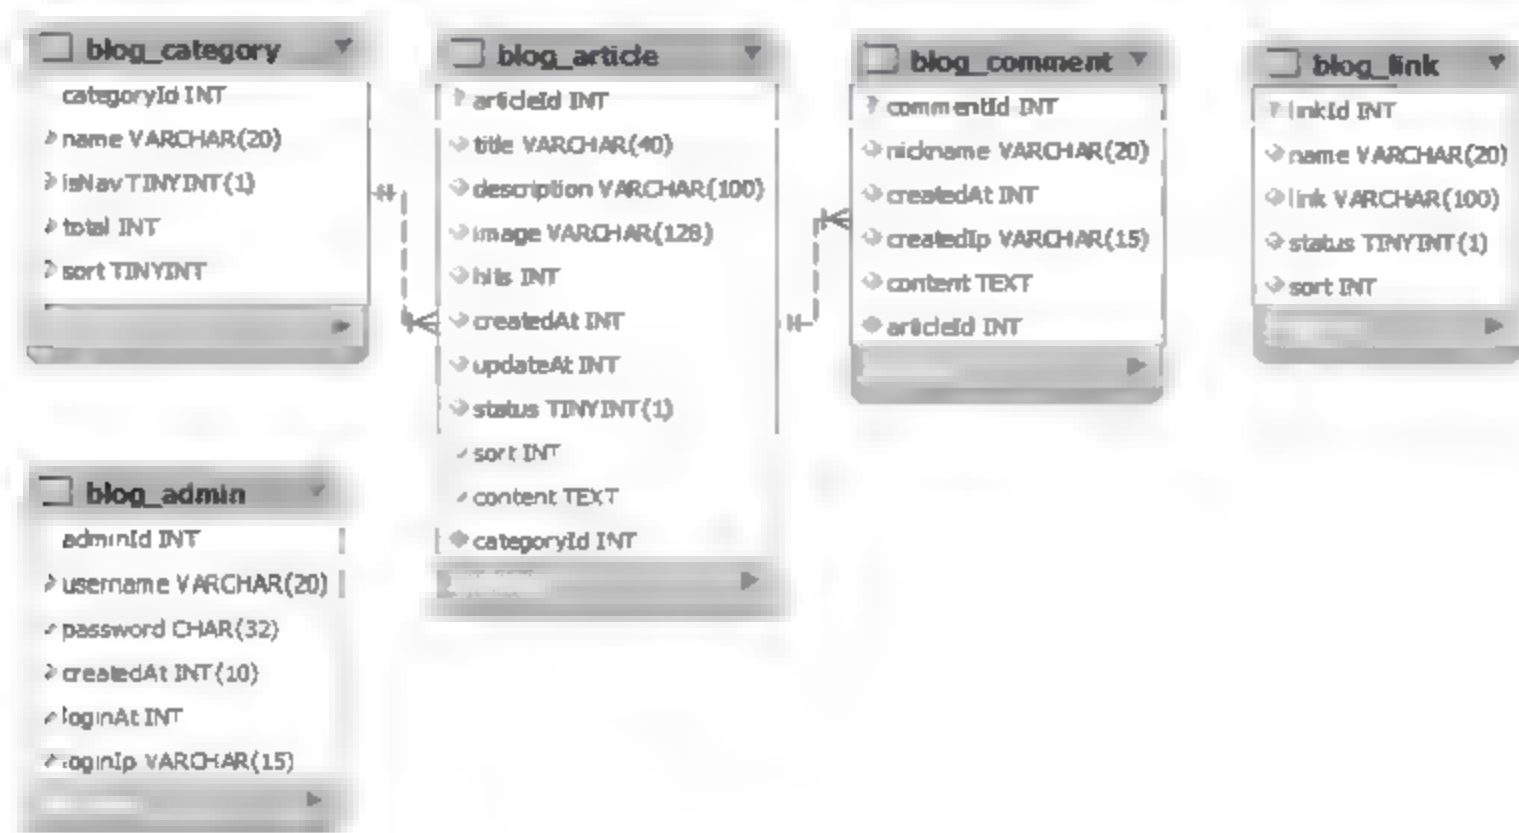 blog_category
categoryId INT
name VARCHAR(20)
isNav TINYINT(1)
total INT
sort TINYINT
blog_article
articleId INT
title VARCHAR(40)
description VARCHAR(100)
image VARCHAR(128)
hits INT
createdAt INT
updateAt INT
status TINYINT(1)
sort INT
content TEXT
categoryId INT
blog_comment
commentId INT
nickname VARCHAR(20)
createdAt INT
createdIp VARCHAR(15)
content TEXT
articleId INT
blog_link
linkId INT
name VARCHAR(20)
link VARCHAR(100)
status TINYINT(1)
sort INT
blog_admin
adminId INT
username VARCHAR(20)
password CHAR(32)
createdAt INT(10)
loginAt INT
loginIp VARCHAR(15)